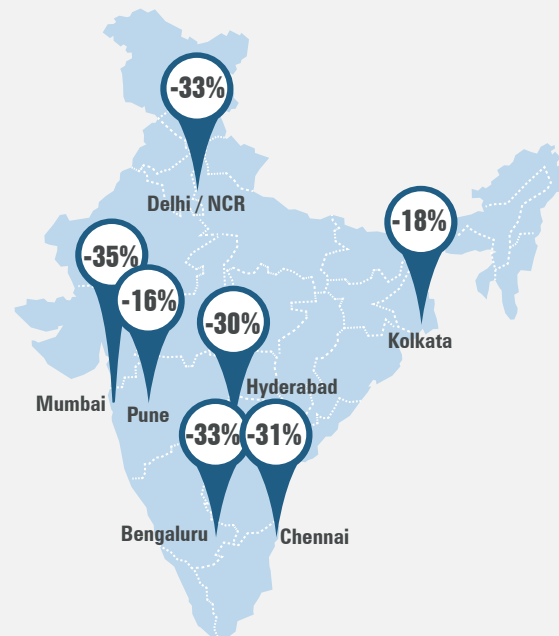 -33%
Delhi / NCR
-18%
Kolkata
-35%
Mumbai
-16%
Pune
-30%
Hyderabad
-33%
Bengaluru
-31%
Chennai